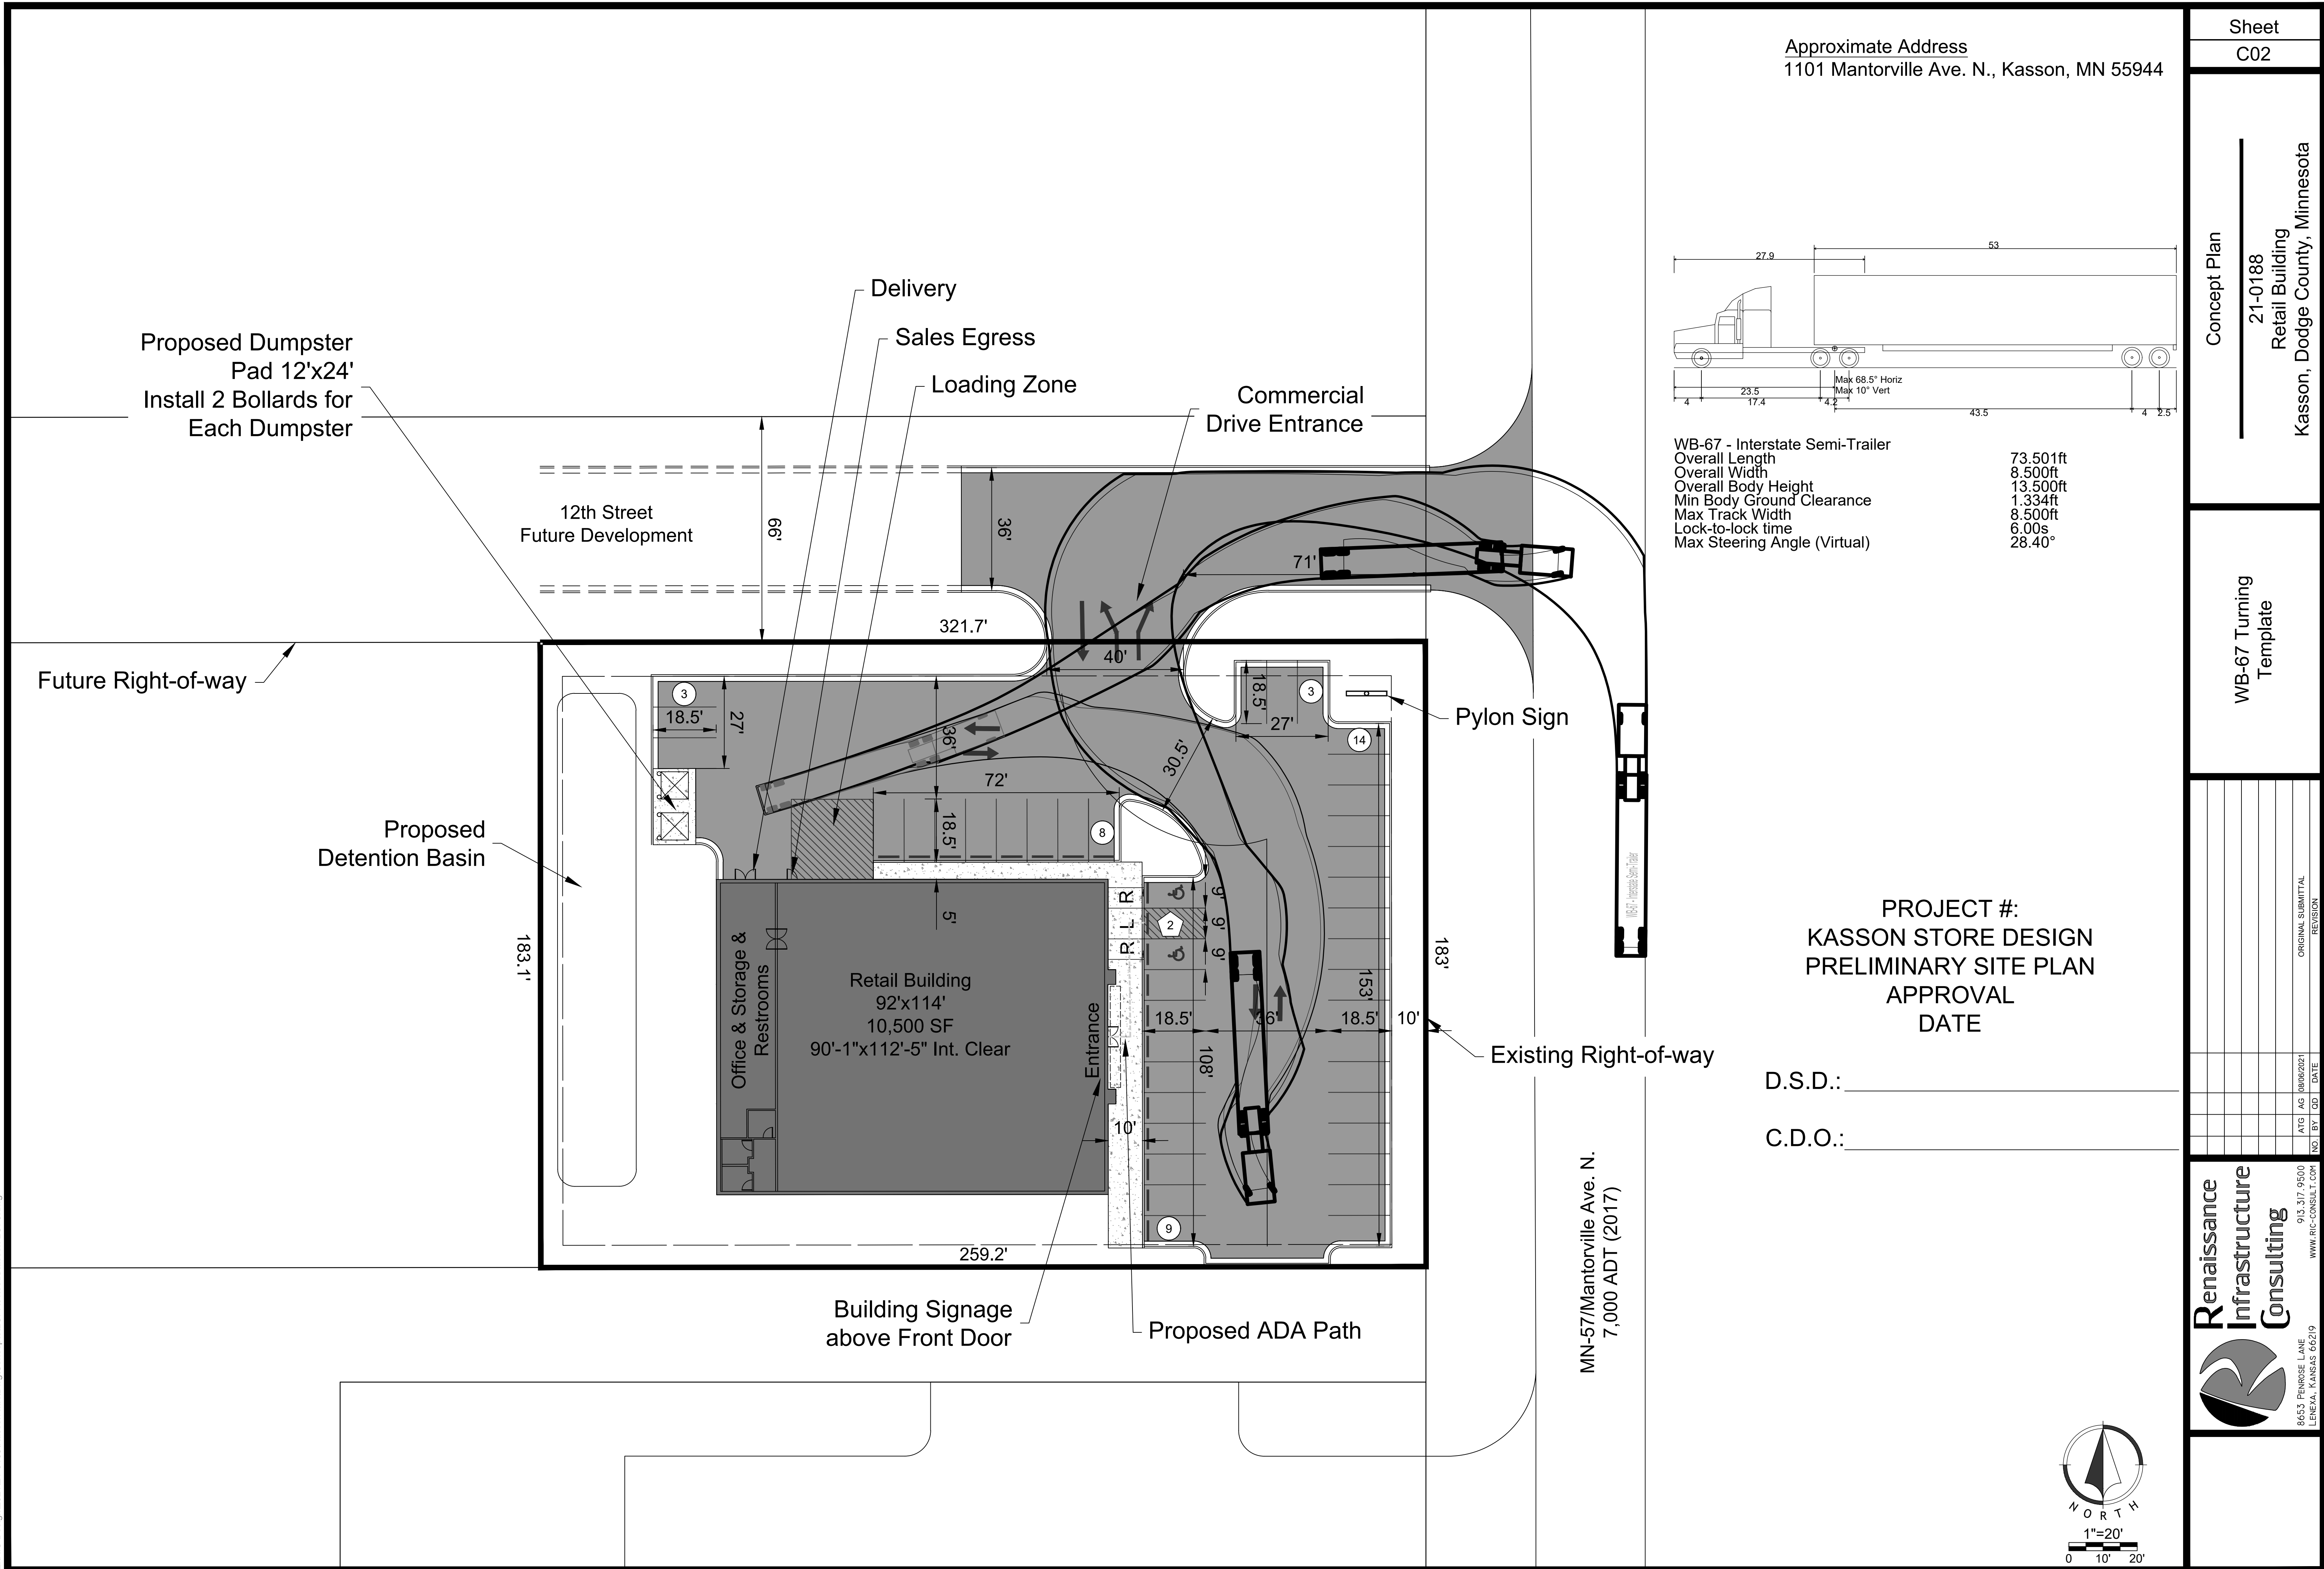 Approximate Address
1101 Mantorville Ave. N., Kasson, MN 55944
53
27.9
Max 68.5° Horiz
Max 10° Vert
23.5
4
17.4
4.2
43.5
4
2.5
WB-67 - Interstate Semi-Trailer
Overall Length 73.501ft
Overall Width 8.500ft
Overall Body Height 13.500ft
Min Body Ground Clearance 1.334ft
Max Track Width 8.500ft
Lock-to-lock time 6.00s
Max Steering Angle (Virtual) 28.40°
Delivery
Sales Egress
Loading Zone
Commercial
Drive Entrance
Proposed Dumpster
Pad 12'x24'
Install 2 Bollards for
Each Dumpster
12th Street
Future Development
66'
36'
71'
321.7'
40'
Future Right-of-way
3
18.5'
27'
36'
72'
18.5'
8
30.5'
18.5'
3
27'
14
Pylon Sign
Proposed
Detention Basin
183.1'
5'
R
L
R
2
9'
9'
9'
183'
153'
Office & Storage &
Restrooms
Retail Building
92'x114'
10,500 SF
90'-1"x112'-5" Int. Clear
Entrance
18.5'
36'
18.5'
10'
108'
10'
9
Existing Right-of-way
259.2'
Building Signage
above Front Door
Proposed ADA Path
WB-67 - Interstate Semi-Trailer
MN-57/Mantorville Ave. N.
7,000 ADT (2017)
PROJECT #:
KASSON STORE DESIGN
PRELIMINARY SITE PLAN
APPROVAL
DATE
D.S.D.:
C.D.O.:
NORTH
1"=20'
0 10' 20'
Sheet
C02
Concept Plan
21-0188
Retail Building
Kasson, Dodge County, Minnesota
WB-67 Turning
Template
ATG AG 08/06/2021 ORIGINAL SUBMITTAL
NO. BY QD DATE REVISION
Renaissance
Infrastructure
Consulting
8653 PENROSE LANE 913.317.9500
LENEXA, KANSAS 66219 WWW.RIC-CONSULT.COM